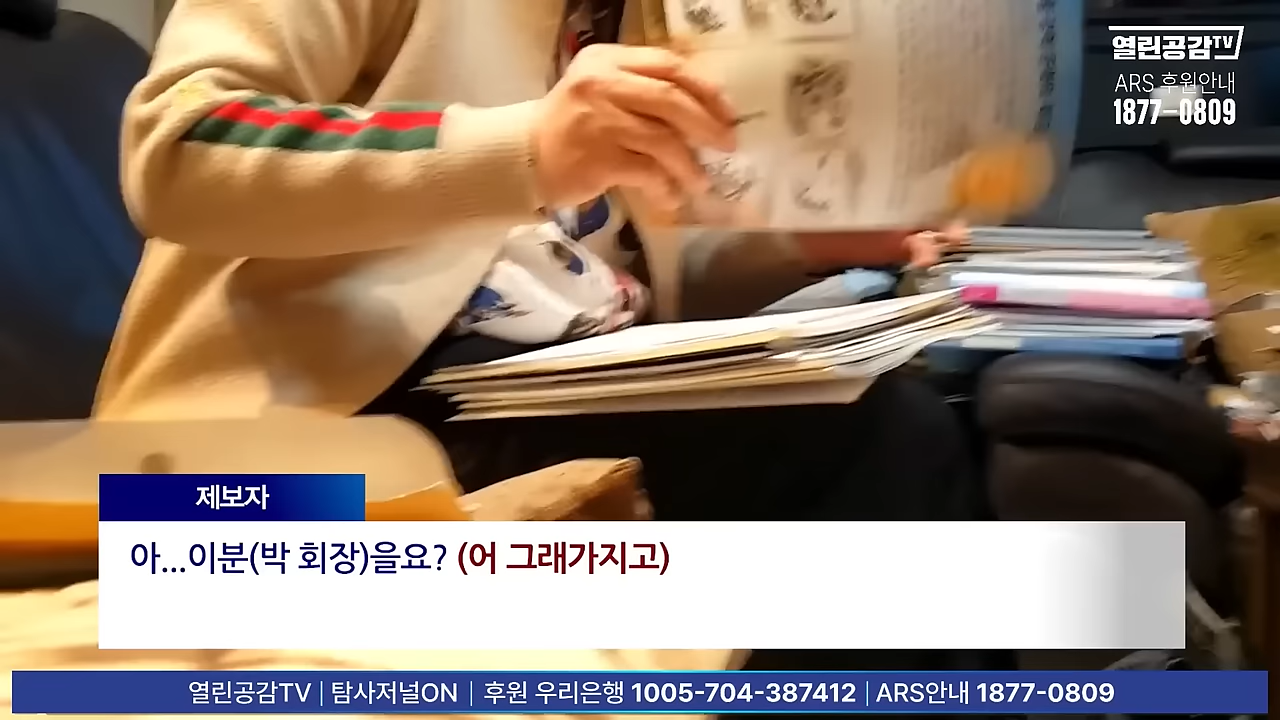 열린공감TV
ARS 후원안내
1877-0809
제보자
아...이분(박 회장)을요? (어 그래가지고)
열린공감TV | 탐사저널ON | 후원 우리은행 1005-704-387412 | ARS안내 1877-0809